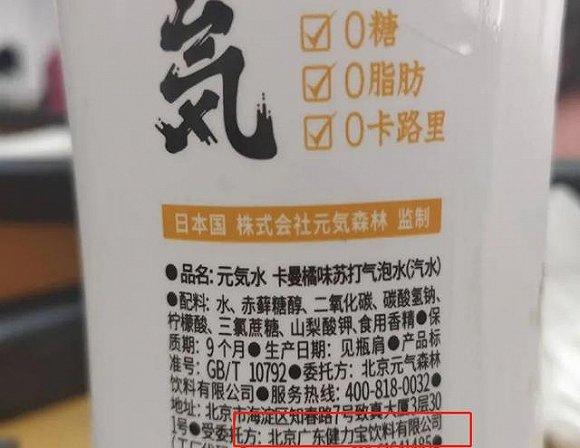 気
0糖
0脂肪
0卡路里
日本国 株式会社元気森林 监制
●品名：元気水 卡曼橘味苏打气泡水(汽水)
●配料：水、赤藓糖醇、二氧化碳、碳酸氢钠、
柠檬酸、三氯蔗糖、山梨酸钾、食用香精●保
质期：9个月●生产日期：见瓶肩●产品标
准号：GB/T 10792●委托方：北京元气森林
饮料有限公司●服务热线：400-818-0032●
地址：北京市海淀区知春路7号致真大厦3层30
1号●受委托方：北京广东健力宝饮料有限公司